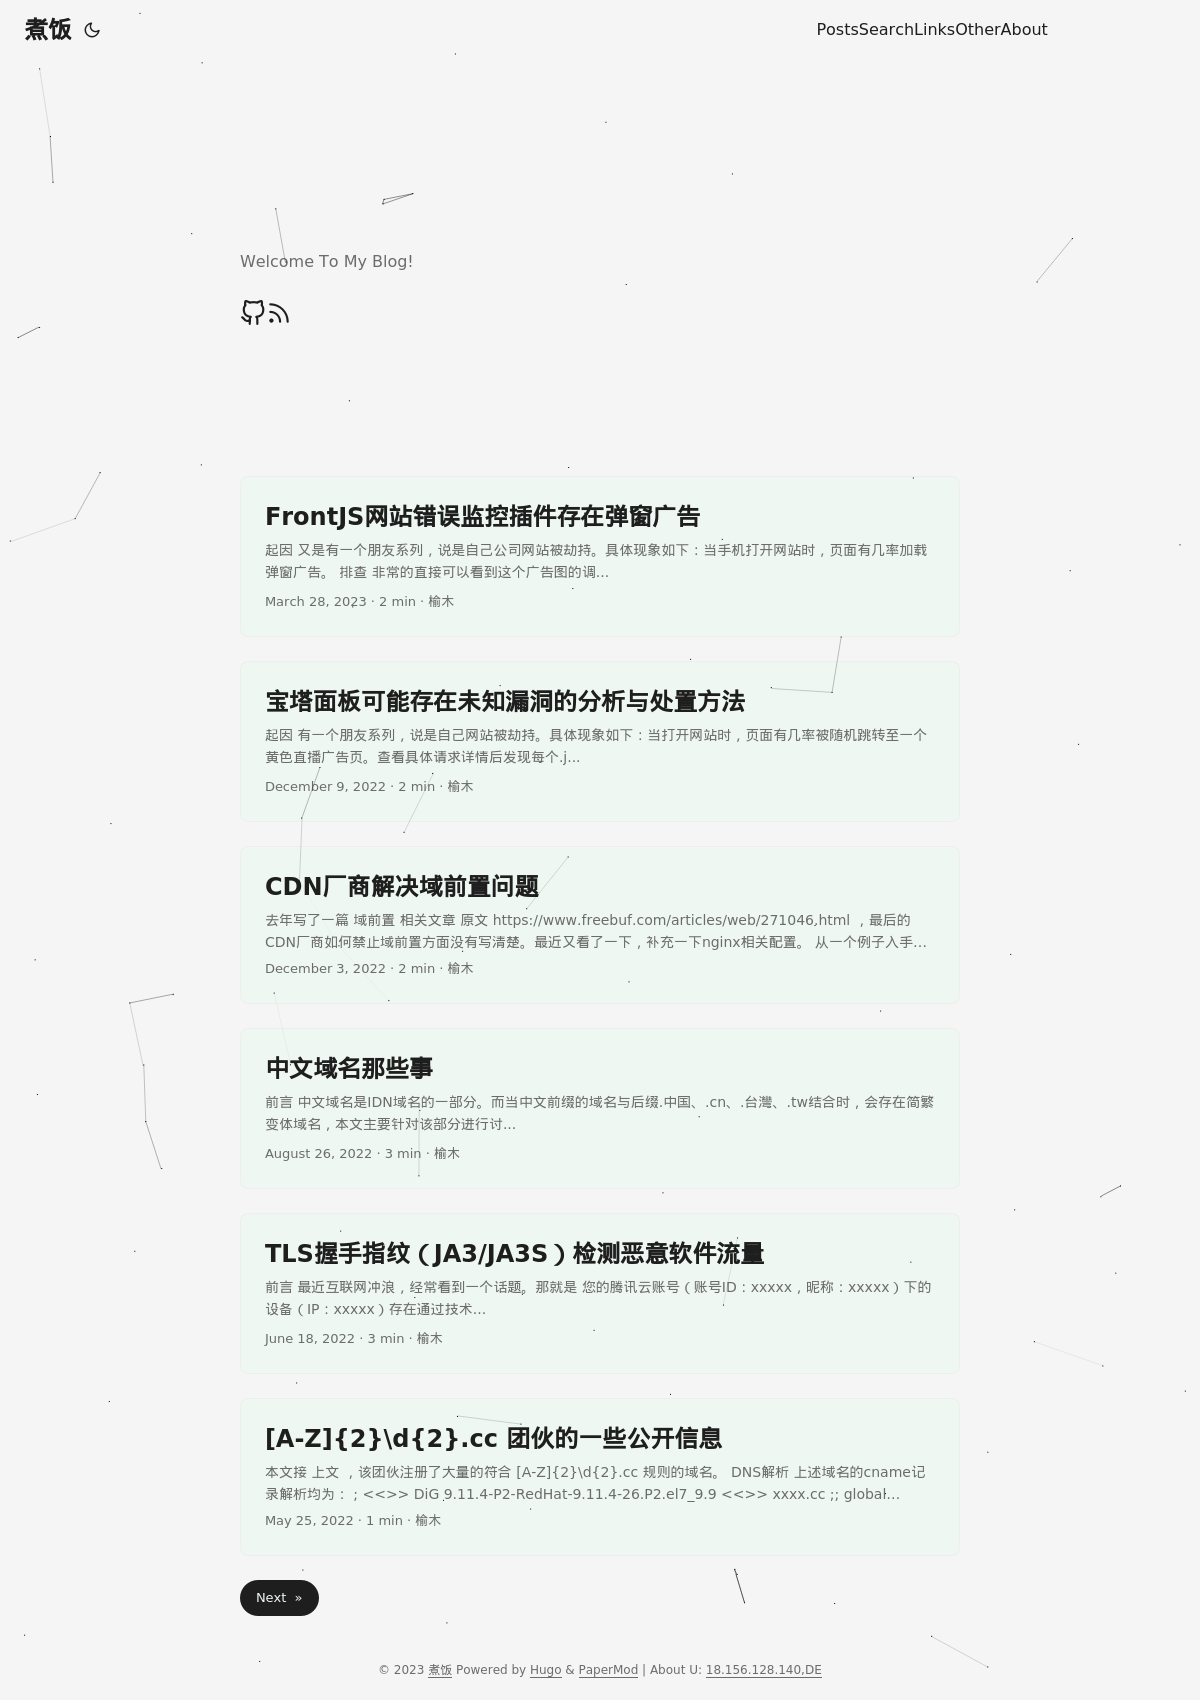 煮饭
Posts Search Links Other About
Welcome To My Blog!
FrontJS网站错误监控插件存在弹窗广告
起因 又是有一个朋友系列，说是自己公司网站被劫持。具体现象如下：当手机打开网站时，页面有几率加载
弹窗广告。 排查 非常的直接可以看到这个广告图的调...
March 28, 2023 · 2 min · 榆木
宝塔面板可能存在未知漏洞的分析与处置方法
起因 有一个朋友系列，说是自己网站被劫持。具体现象如下：当打开网站时，页面有几率被随机跳转至一个
黄色直播广告页。查看具体请求详情后发现每个.j...
December 9, 2022 · 2 min · 榆木
CDN厂商解决域前置问题
去年写了一篇 域前置 相关文章 原文 https://www.freebuf.com/articles/web/271046.html ，最后的
CDN厂商如何禁止域前置方面没有写清楚。最近又看了一下，补充一下nginx相关配置。 从一个例子入手...
December 3, 2022 · 2 min · 榆木
中文域名那些事
前言 中文域名是IDN域名的一部分。而当中文前缀的域名与后缀.中国、.cn、.台灣、.tw结合时，会存在简繁
变体域名，本文主要针对该部分进行讨...
August 26, 2022 · 3 min · 榆木
TLS握手指纹（JA3/JA3S）检测恶意软件流量
前言 最近互联网冲浪，经常看到一个话题。那就是 您的腾讯云账号（账号ID：xxxxx，昵称：xxxxx）下的
设备（IP：xxxxx）存在通过技术...
June 18, 2022 · 3 min · 榆木
[A-Z]{2}\d{2}.cc 团伙的一些公开信息
本文接 上文 ，该团伙注册了大量的符合 [A-Z]{2}\d{2}.cc 规则的域名。 DNS解析 上述域名的cname记
录解析均为： ; <<>> DiG 9.11.4-P2-RedHat-9.11.4-26.P2.el7_9.9 <<>> xxxx.cc ;; global...
May 25, 2022 · 1 min · 榆木
Next »
© 2023 煮饭 Powered by Hugo & PaperMod | About U: 18.156.128.140,DE